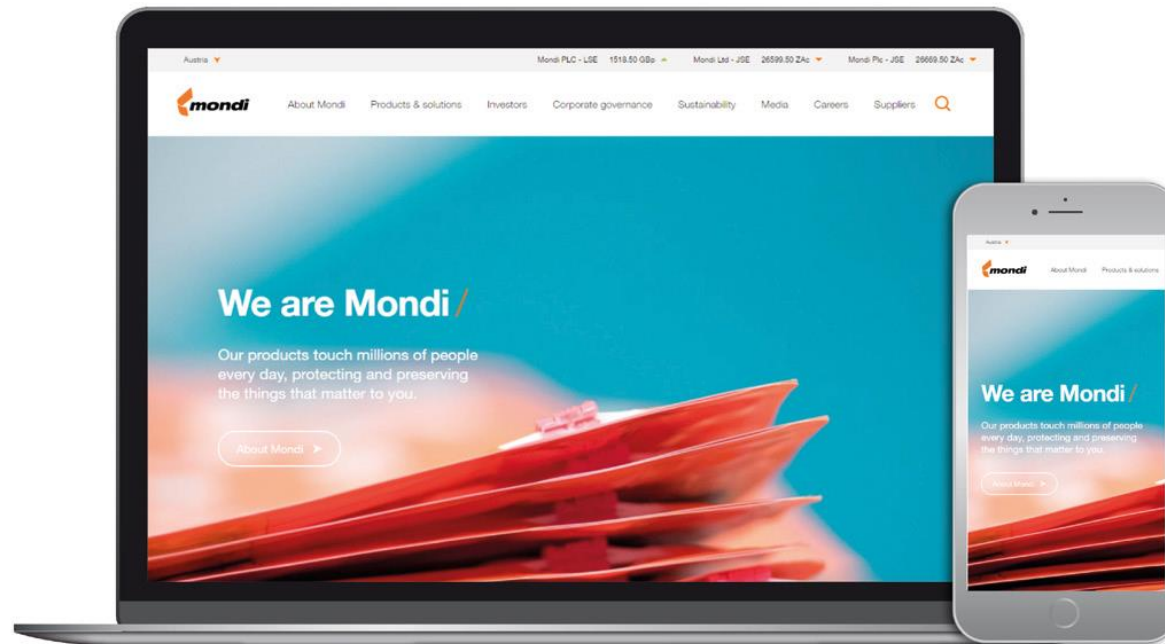 Austria
Mondi PLC - LSE 1518.50 GBp Mondi Ltd - JSE 26599.50 ZAc Mondi Plc - JSE 26669.50 ZAc
mondi About Mondi Products & solutions Investors Corporate governance Sustainability Media Careers Suppliers
We are Mondi /
Our products touch millions of people
every day, protecting and preserving
the things that matter to you.
About Mondi
Austria
mondi About Mondi Products & solutions
We are Mondi /
Our products touch millions of people
every day, protecting and preserving
the things that matter to you.
About Mondi